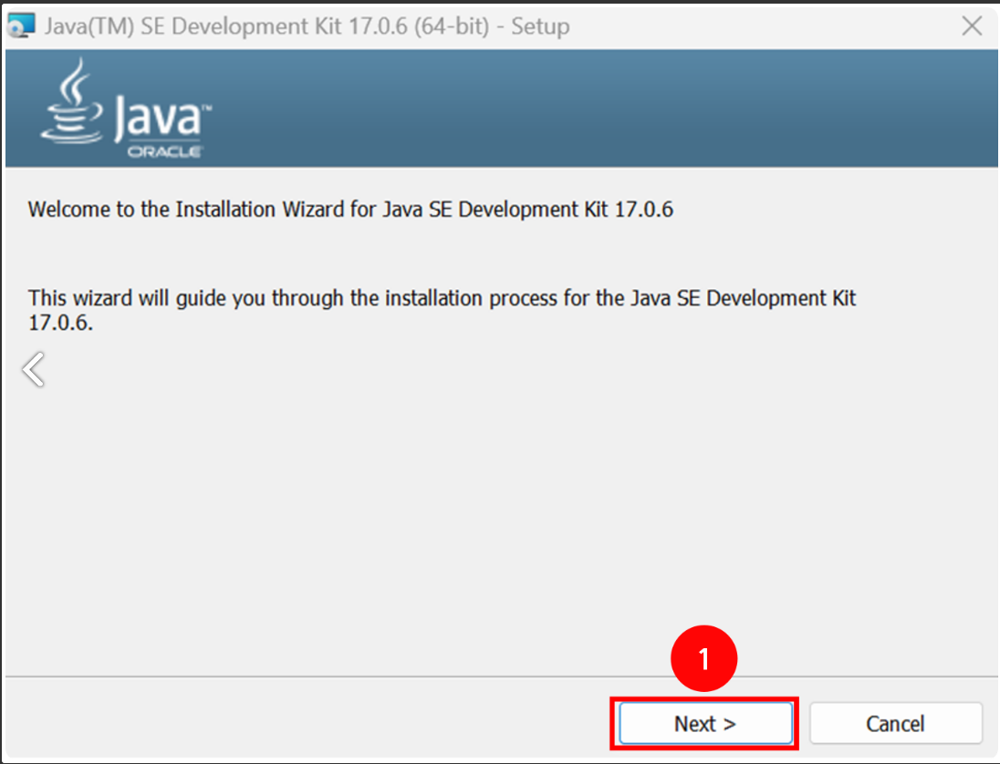 Java(TM) SE Development Kit 17.0.6 (64-bit) - Setup
Java™
ORACLE
Welcome to the Installation Wizard for Java SE Development Kit 17.0.6
This wizard will guide you through the installation process for the Java SE Development Kit
17.0.6.
1
Next >
Cancel